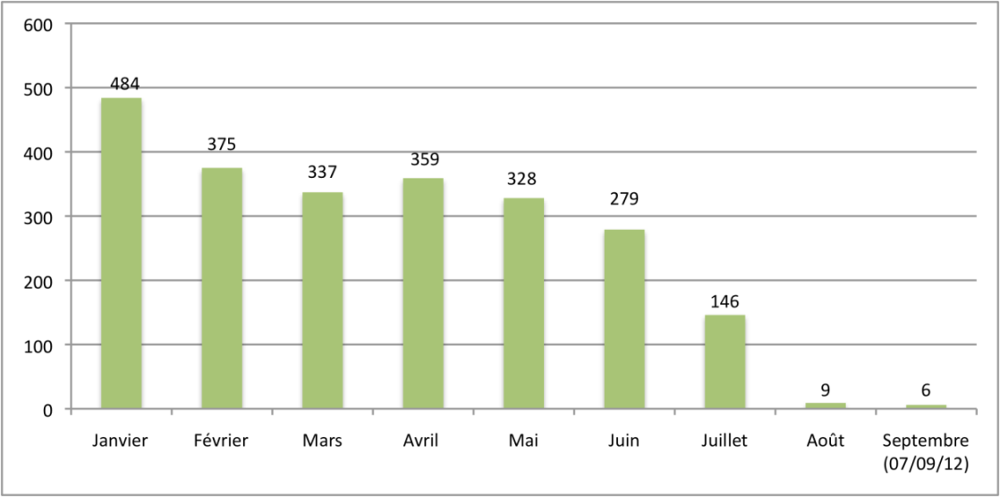 600
500
400
300
200
100
0
484
375
337
359
328
279
146
9
6
Janvier
Février
Mars
Avril
Mai
Juin
Juillet
Août
Septembre
(07/09/12)